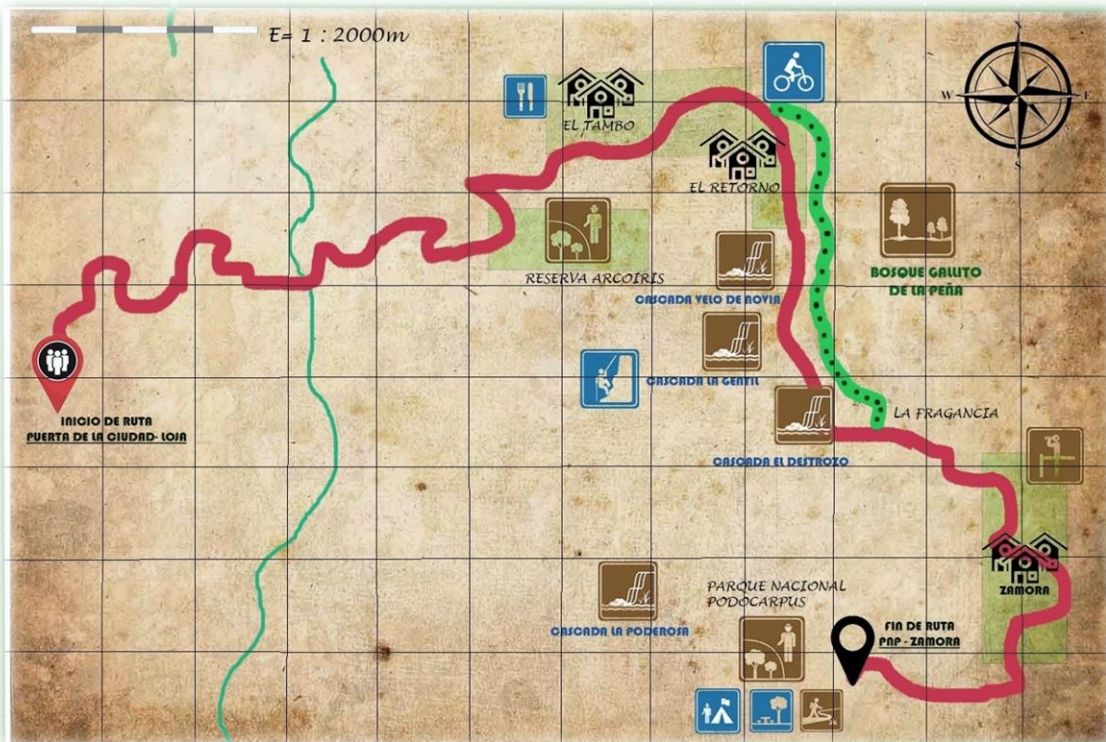 E= 1 : 2000m
N
W
E
S
EL TAMBO
EL RETORNO
RESERVA ARCOÍRIS
CASCADA VELO DE NOVIA
BOSQUE GALLITO
DE LA PEÑA
CASCADA LA GENTIL
INICIO DE RUTA
PUERTA DE LA CIUDAD- LOJA
LA FRAGANCIA
CASCADA EL DESTROZO
ZAMORA
PARQUE NACIONAL
PODOCARPUS
CASCADA LA PODEROSA
FIN DE RUTA
PNP - ZAMORA